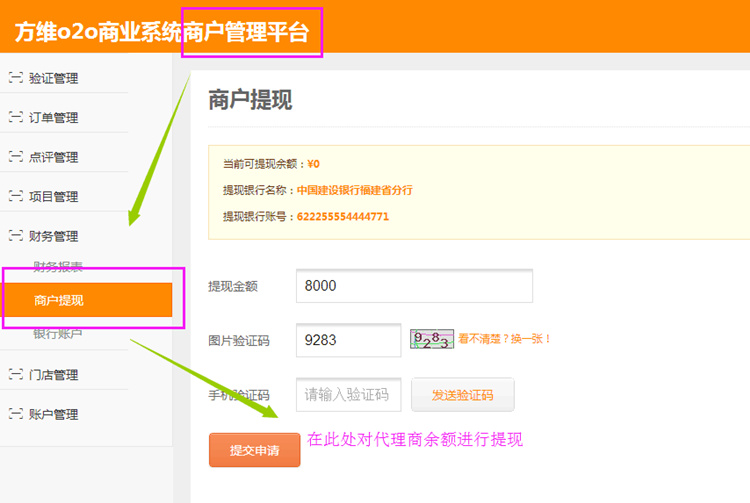 方维o2o商业系统商户管理平台
验证管理
订单管理
点评管理
项目管理
财务管理
财务报表
商户提现
银行账户
门店管理
账户管理
商户提现
当前可提现余额：¥0
提现银行名称：中国建设银行福建省分行
提现银行账号：622255554444771
提现金额 8000
图片验证码 9283 9283 看不清楚？换一张！
手机验证码 请输入验证码 发送验证码
提交申请 在此处对代理商余额进行提现